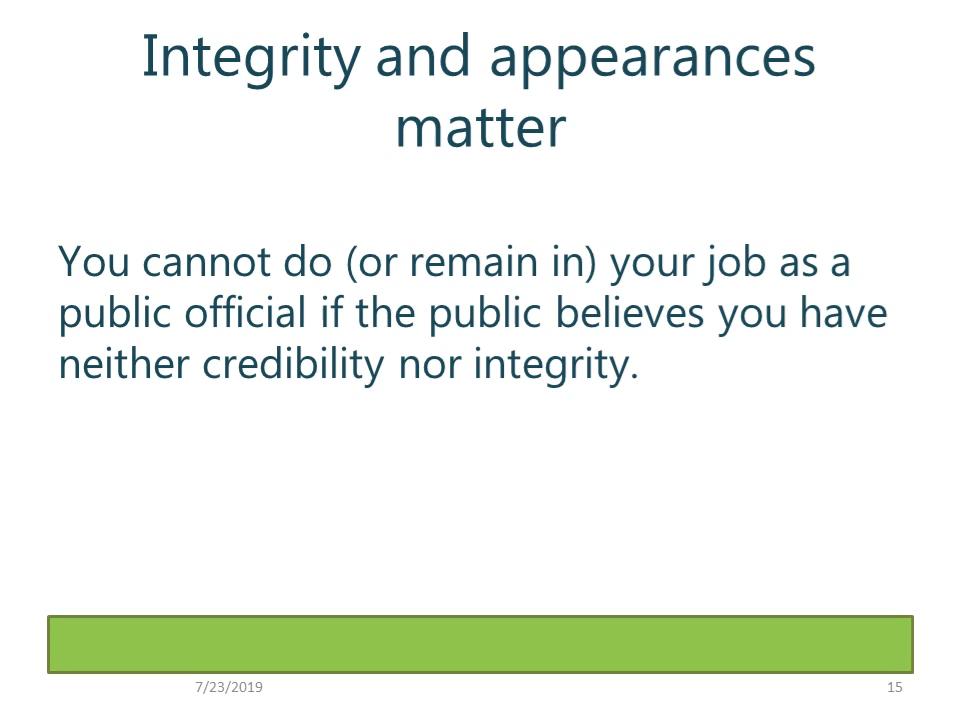 Integrity and appearances
matter
You cannot do (or remain in) your job as a
public official if the public believes you have
neither credibility nor integrity.
7/23/2019
15